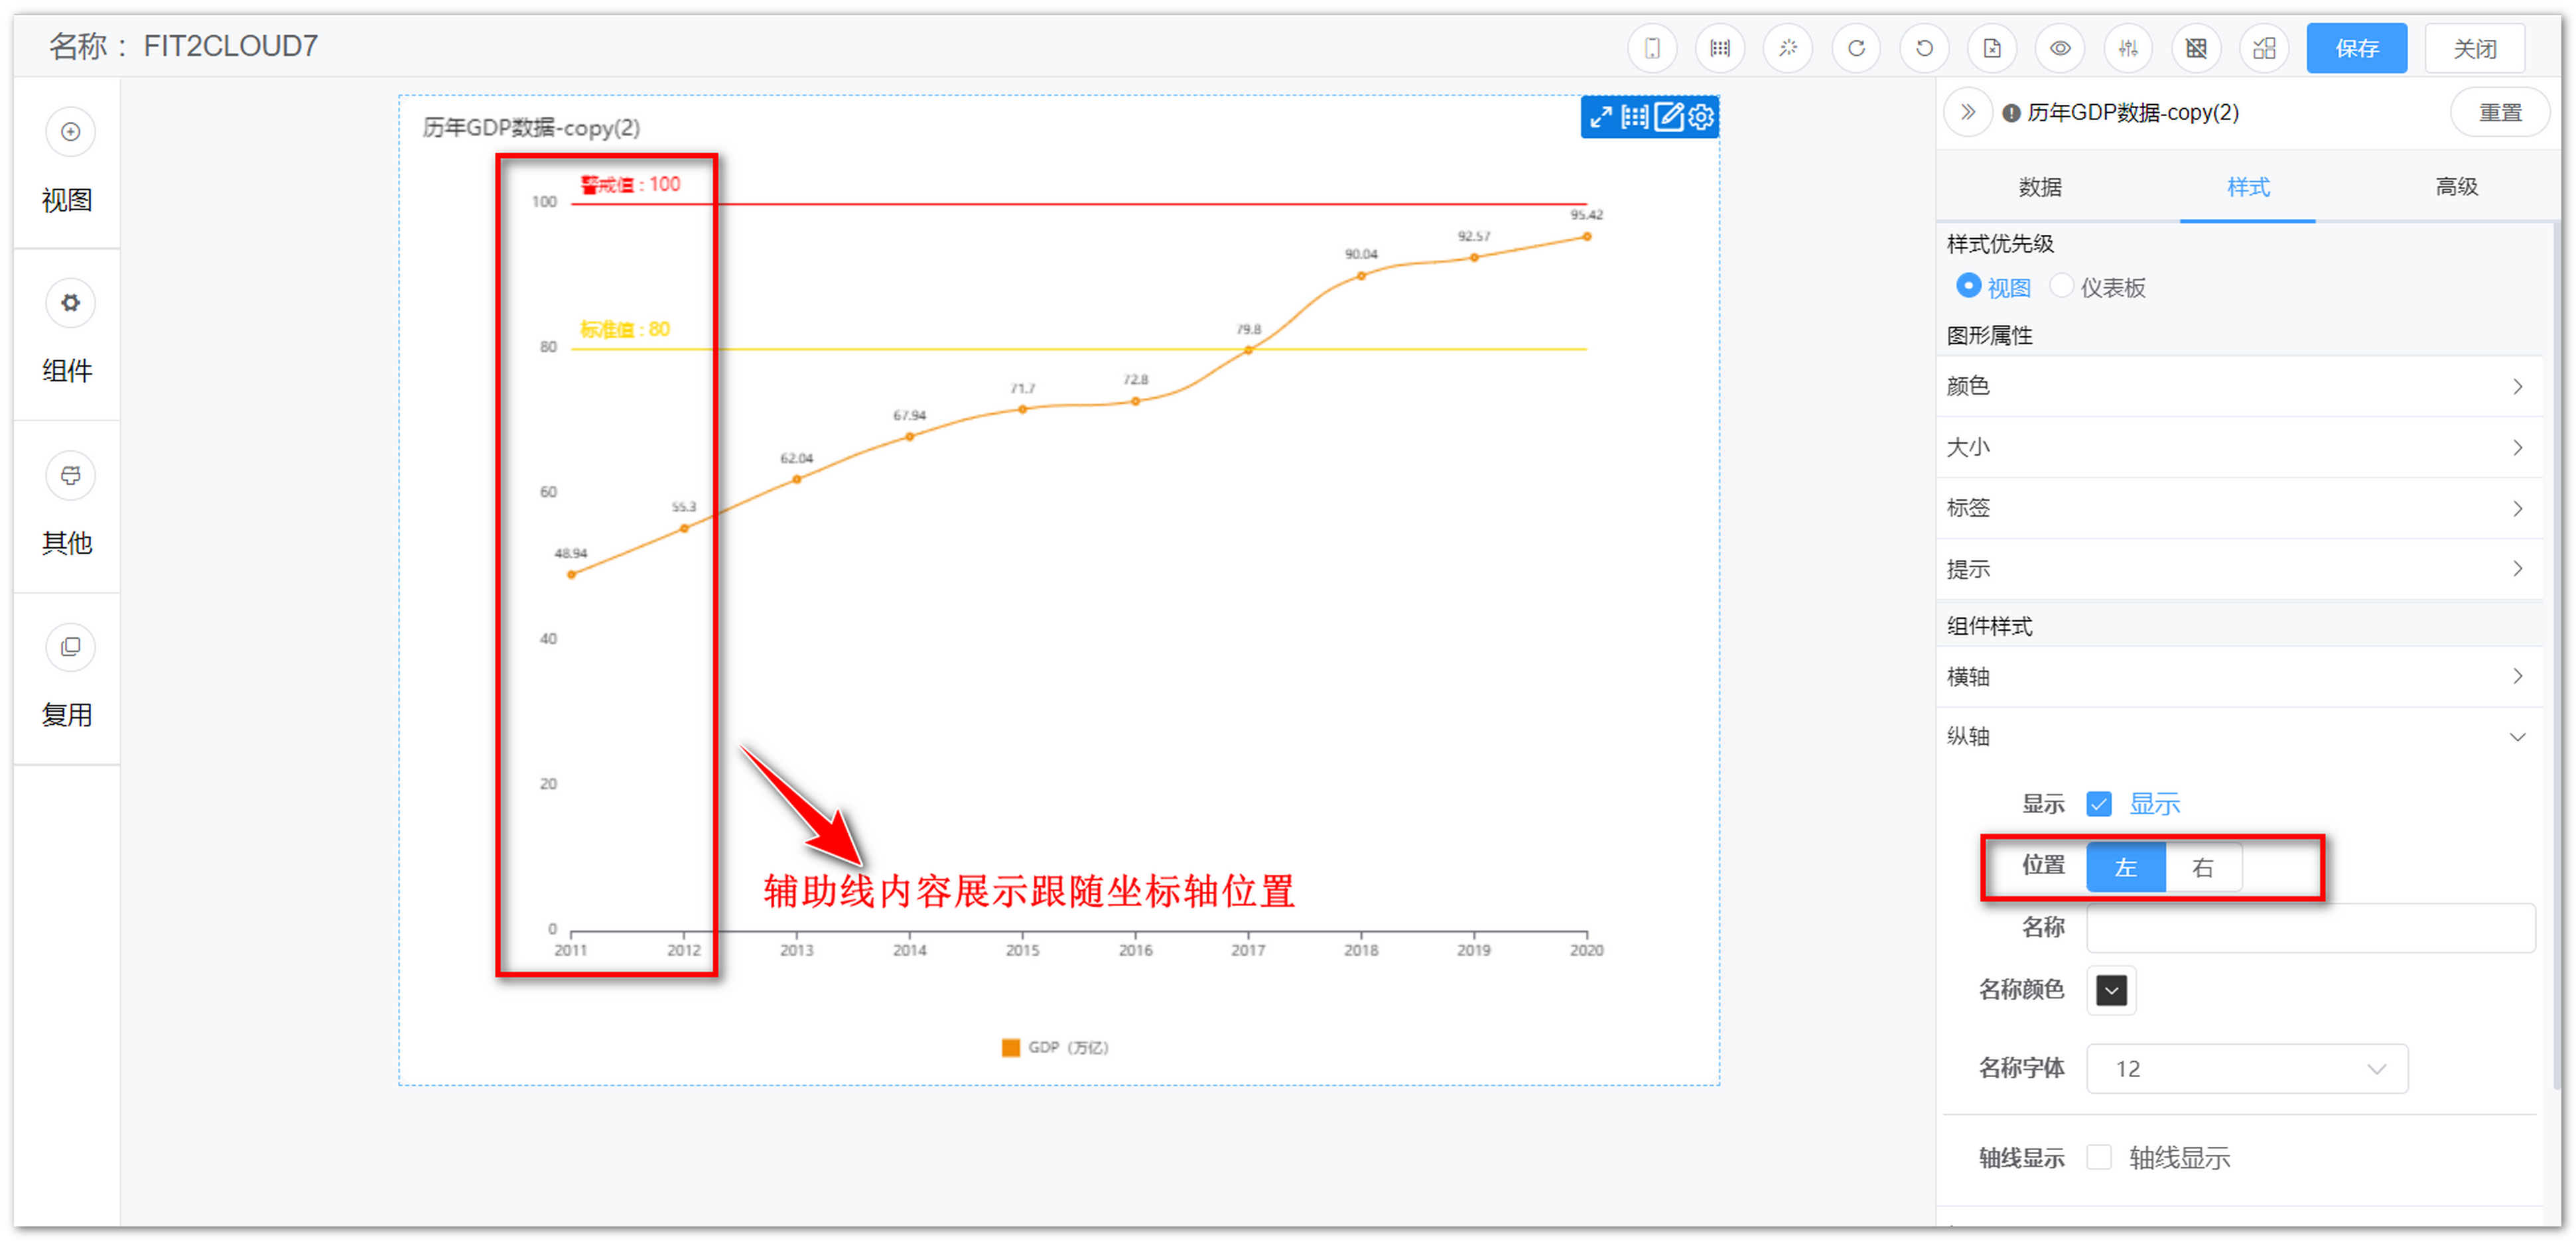 名称： FIT2CLOUD7
保存
关闭
视图
组件
其他
复用
历年GDP数据-copy(2)
警戒值 : 100
标准值 : 80
100
80
60
40
20
0
48.94
55.3
62.04
67.94
71.7
72.8
79.8
90.04
92.57
95.42
2011
2012
2013
2014
2015
2016
2017
2018
2019
2020
辅助线内容展示跟随坐标轴位置
GDP（万亿）
历年GDP数据-copy(2)
重置
数据
样式
高级
样式优先级
视图
仪表板
图形属性
颜色
大小
标签
提示
组件样式
横轴
纵轴
显示 显示
位置 左 右
名称
名称颜色
名称字体 12
轴线显示 轴线显示